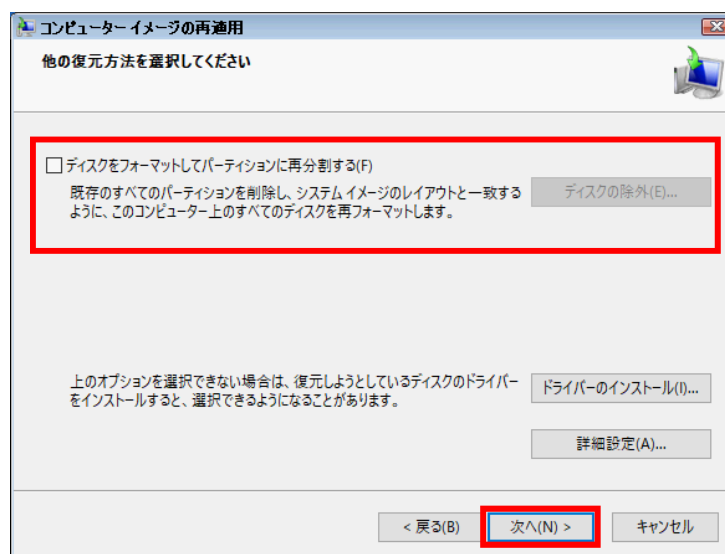 コンピューター イメージの再適用
他の復元方法を選択してください
ディスクをフォーマットしてパーティションに再分割する(F)
既存のすべてのパーティションを削除し、システム イメージのレイアウトと一致する
ように、このコンピューター上のすべてのディスクを再フォーマットします。
ディスクの除外(E)...
上のオプションを選択できない場合は、復元しようとしているディスクのドライバー
をインストールすると、選択できるようになることがあります。
ドライバーのインストール(I)...
詳細設定(A)...
< 戻る(B)
次へ(N) >
キャンセル